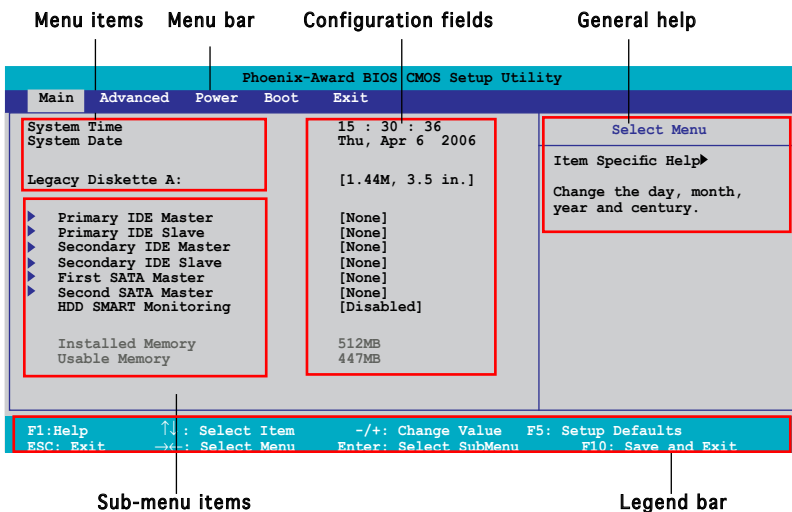 Menu items Menu bar Configuration fields General help
Phoenix-Award BIOS CMOS Setup Utility
Main Advanced Power Boot Exit
System Time 15 : 30 : 36
System Date Thu, Apr 6 2006
Legacy Diskette A: [1.44M, 3.5 in.]
Primary IDE Master [None]
Primary IDE Slave [None]
Secondary IDE Master [None]
Secondary IDE Slave [None]
First SATA Master [None]
Second SATA Master [None]
HDD SMART Monitoring [Disabled]
Installed Memory 512MB
Usable Memory 447MB
Select Menu
Item Specific Help
Change the day, month,
year and century.
F1:Help ↑↓: Select Item -/+: Change Value F5: Setup Defaults
ESC: Exit →←: Select Menu Enter: Select SubMenu F10: Save and Exit
Sub-menu items Legend bar